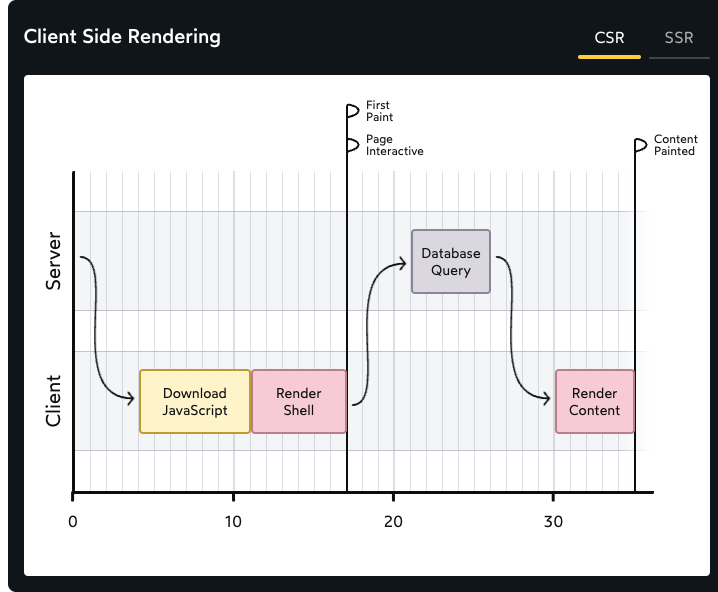 Client Side Rendering
CSR
SSR
First
Paint
Page
Interactive
Content
Painted
Server
Database
Query
Client
Download
JavaScript
Render
Shell
Render
Content
0
10
20
30